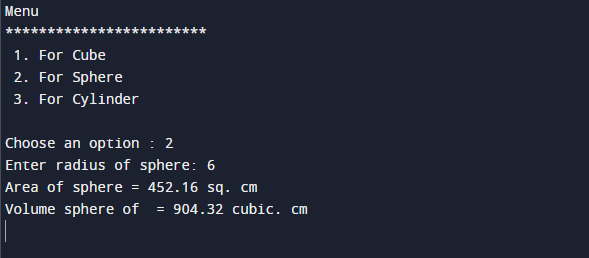 Menu
************************
1. For Cube
2. For Sphere
3. For Cylinder
Choose an option : 2
Enter radius of sphere: 6
Area of sphere = 452.16 sq. cm
Volume sphere of  = 904.32 cubic. cm